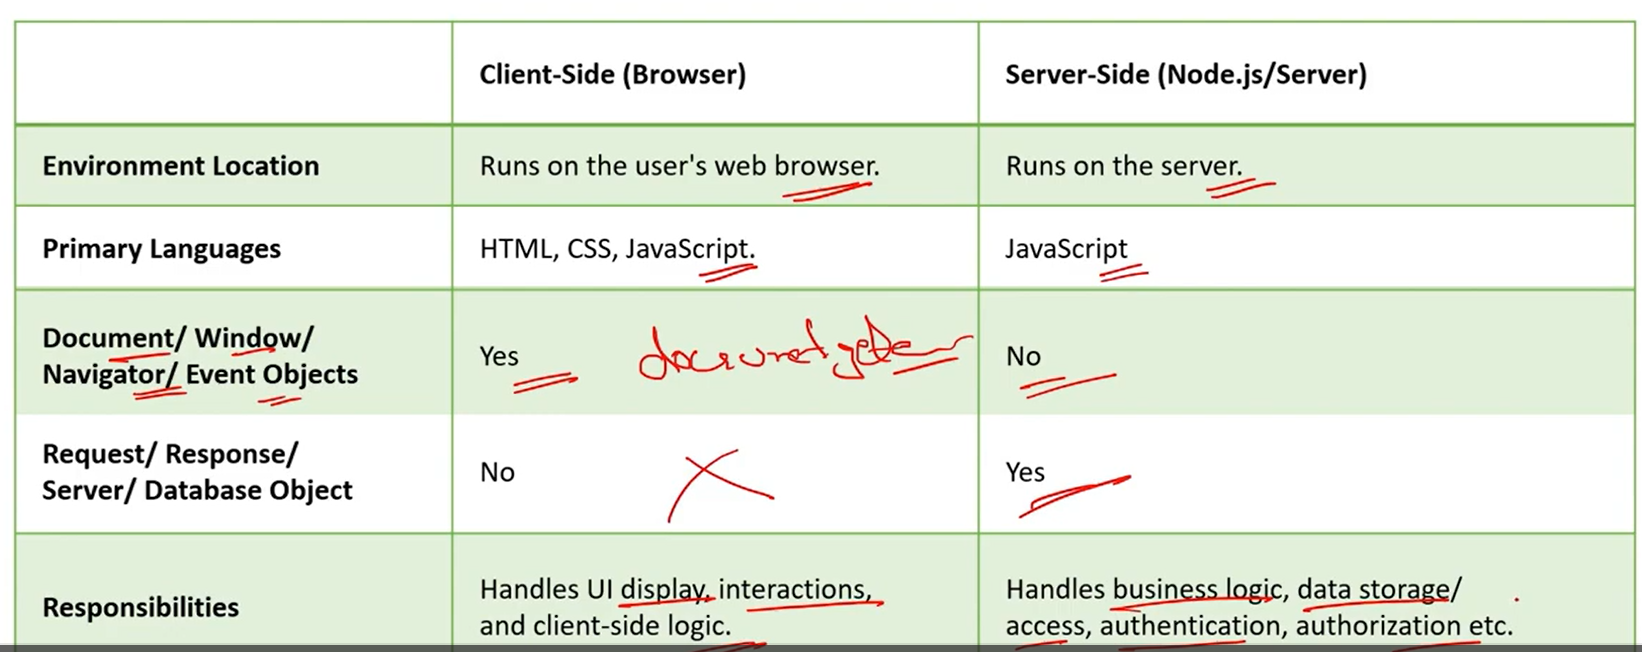 Client-Side (Browser)
Server-Side (Node.js/Server)
Environment Location
Runs on the user's web browser.
Runs on the server.
Primary Languages
HTML, CSS, JavaScript.
JavaScript
Document/ Window/
Navigator/ Event Objects
Yes
No
Request/ Response/
Server/ Database Object
No
Yes
Responsibilities
Handles UI display, interactions,
and client-side logic.
Handles business logic, data storage/
access, authentication, authorization etc.